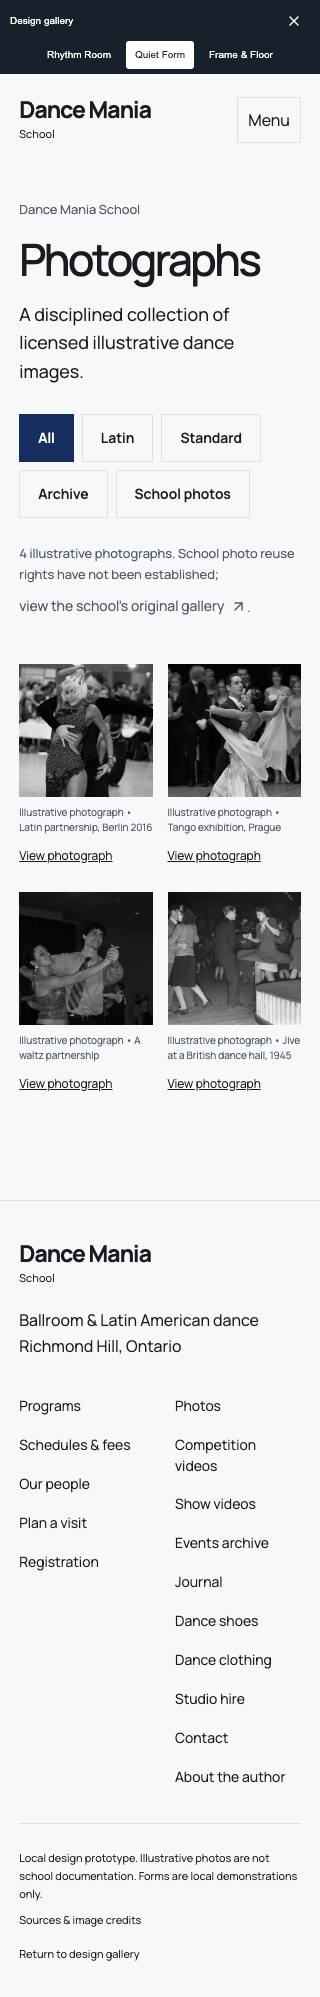 Design gallery
Rhythm Room
Quiet Form
Frame & Floor
Dance Mania
School
Menu
Dance Mania School
Photographs
A disciplined collection of
licensed illustrative dance
images.
All
Latin
Standard
Archive
School photos
4 illustrative photographs. School photo reuse
rights have not been established;
view the school's original gallery ↗ .
Illustrative photograph •
Latin partnership, Berlin 2016
View photograph
Illustrative photograph •
Tango exhibition, Prague
View photograph
Illustrative photograph • A
waltz partnership
View photograph
Illustrative photograph • Jive
at a British dance hall, 1945
View photograph
Dance Mania
School
Ballroom & Latin American dance
Richmond Hill, Ontario
Programs
Schedules & fees
Our people
Plan a visit
Registration
Photos
Competition
videos
Show videos
Events archive
Journal
Dance shoes
Dance clothing
Studio hire
Contact
About the author
Local design prototype. Illustrative photos are not
school documentation. Forms are local demonstrations
only.
Sources & image credits
Return to design gallery